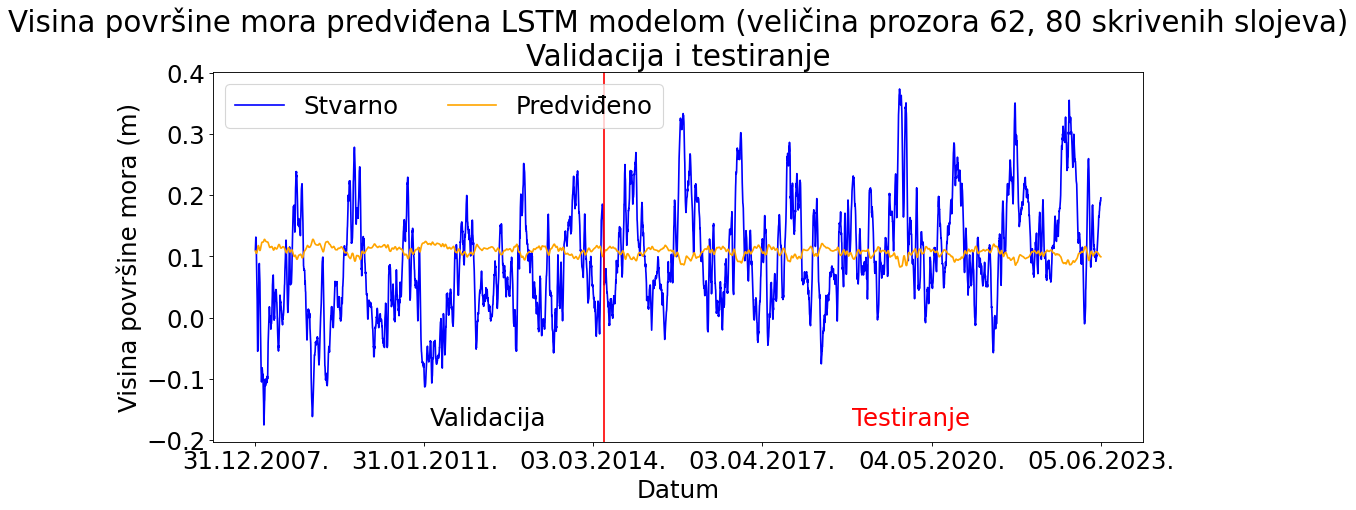 Visina površine mora predviđena LSTM modelom (veličina prozora 62, 80 skrivenih slojeva)
Validacija i testiranje
Stvarno
Predviđeno
Visina površine mora (m)
0.4
0.3
0.2
0.1
0.0
−0.1
−0.2
Validacija
Testiranje
31.12.2007.
31.01.2011.
03.03.2014.
03.04.2017.
04.05.2020.
05.06.2023.
Datum